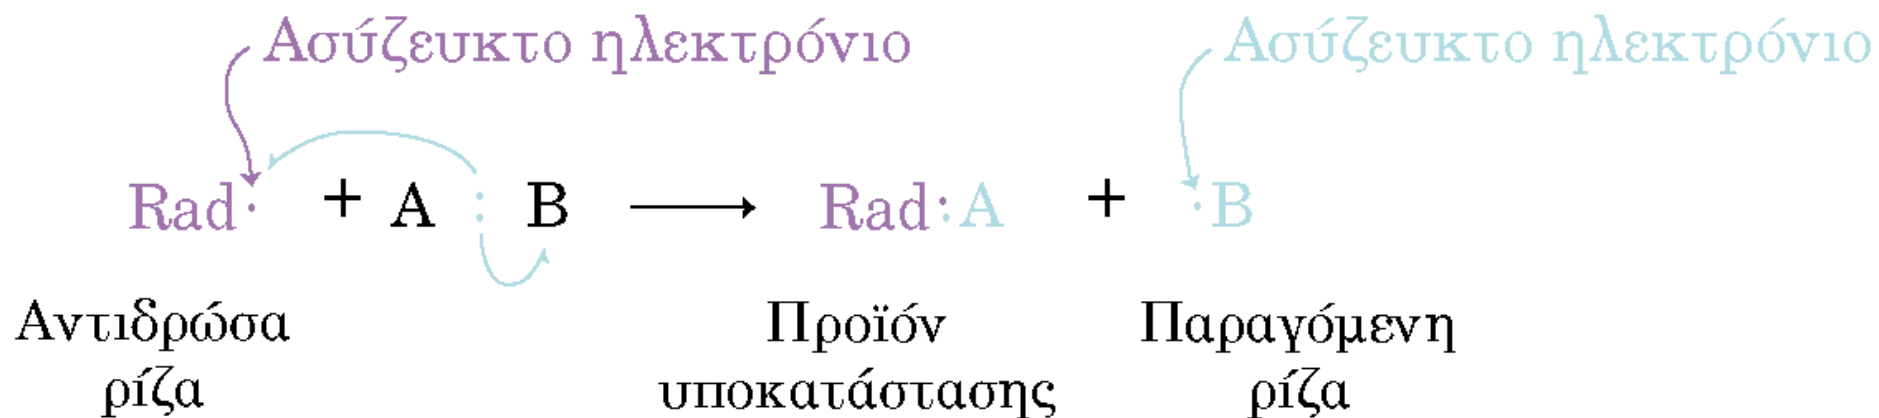 Ασύζευκτο ηλεκτρόνιο Ασύζευκτο ηλεκτρόνιο
Rad· + A : B ⟶ Rad:A + ·B
Αντιδρώσα Προϊόν Παραγόμενη
ρίζα υποκατάστασης ρίζα